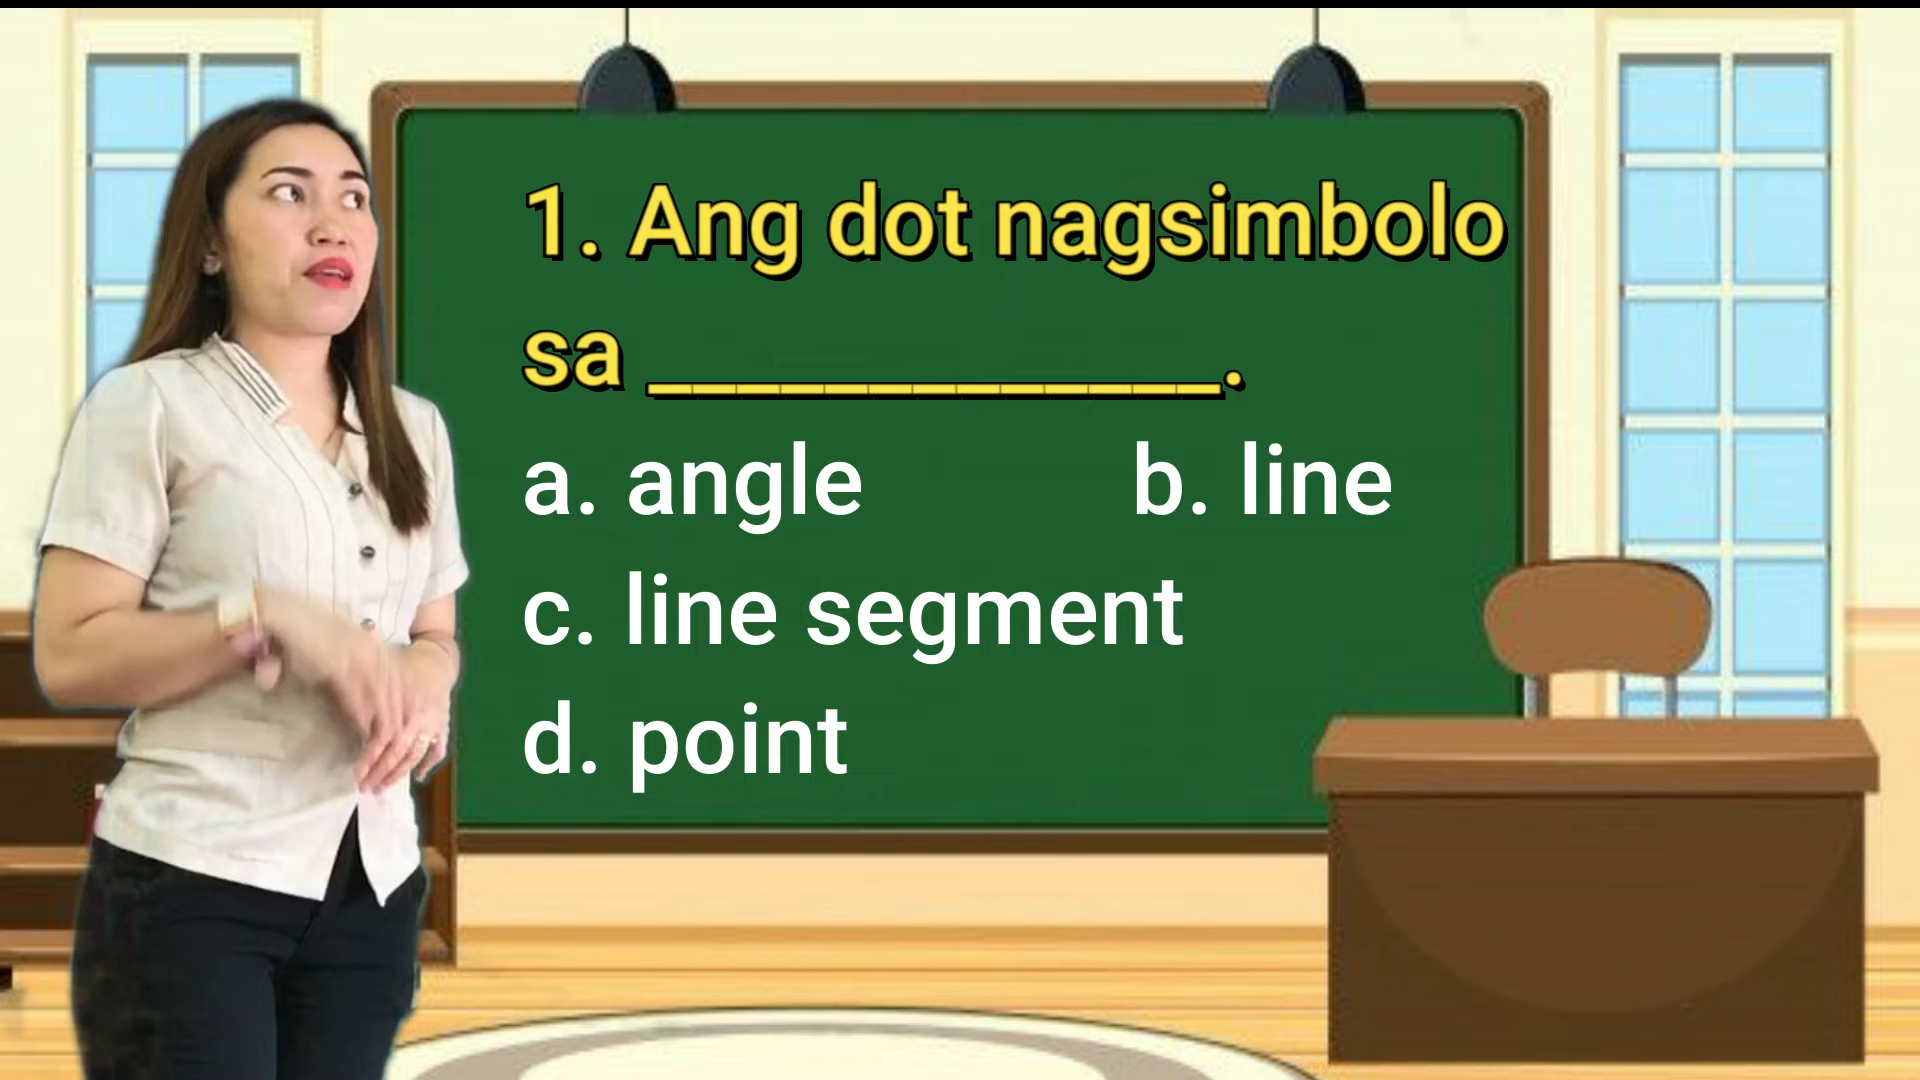 1. Ang dot nagsimbolo
sa _____________.
a. angle b. line
c. line segment
d. point